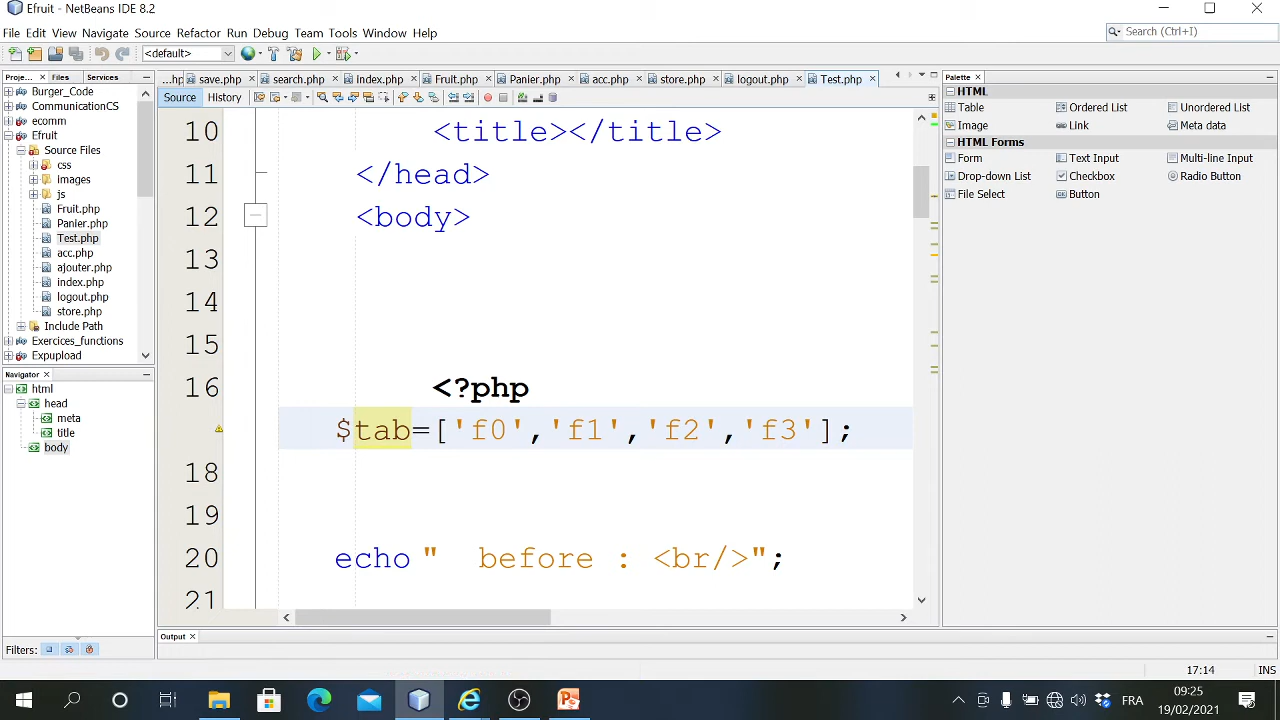 Efruit - NetBeans IDE 8.2
File Edit View Navigate Source Refactor Run Debug Team Tools Window Help
Search (Ctrl+I)
<default>
Proje... Files Services
...hp save.php search.php Index.php Fruit.php Panier.php acc.php store.php logout.php Test.php
Palette
Source History
Burger_Code
CommunicationCS
ecomm
Efruit
Source Files
css
Images
js
Fruit.php
Panier.php
Test.php
acc.php
ajouter.php
index.php
logout.php
store.php
Include Path
Exercices_functions
Expupload
Navigator
html
head
meta
title
body
Filters:
10 <title></title>
11 </head>
12 <body>
13
14
15
16 <?php
$tab=['f0','f1','f2','f3'];
18
19
20 echo "  before : <br/>";
21
HTML
Table Ordered List Unordered List
Image Link Meta data
HTML Forms
Form Text Input Multi-line Input
Drop-down List Checkbox Radio Button
File Select Button
Output
17:14 INS
FRA
09:25
19/02/2021